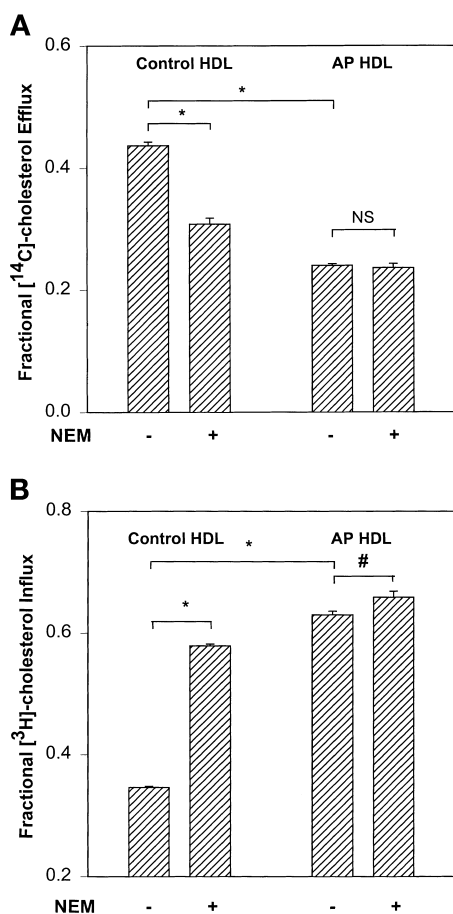 A
0.6
Control HDL AP HDL
*
*
0.4
NS
0.2
0.0
Fractional [14C]-cholesterol Efflux
NEM - + - +
B
0.8
Control HDL AP HDL
*
#
*
0.6
0.4
0.2
Fractional [3H]-cholesterol Influx
NEM - + - +